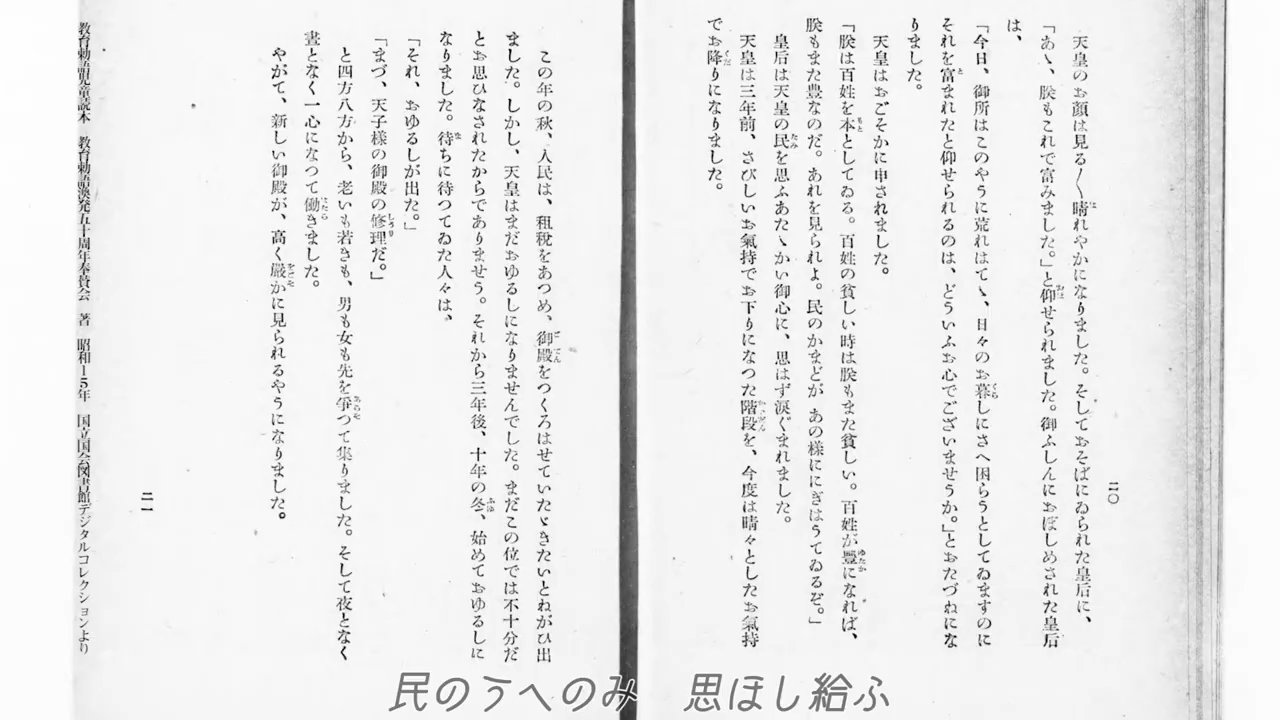 二〇
天皇のお顏は見る〳〵晴れやかになりました。そしておそばにゐられた皇后に、
「あゝ、朕もこれで富みました。」と仰せられました。御ふしんにおぼしめされた皇后
は、
「今日、御所はこのやうに荒れはてゝ、日々のお暮しにさへ困らうとしてゐますのに
それを富まれたと仰せられるのは、どういふお心でございませうか。」とおたづねにな
りました。
天皇はおごそかに申されました。
「朕は百姓を本としてゐる。百姓の貧しい時は朕もまた貧しい。百姓が豐になれば、
朕もまた豊なのだ。あれを見られよ。民のかまどが あの樣ににぎはうてゐるぞ。」
皇后は天皇の民を思ふあたゝかい御心に、思はず淚ぐまれました。
天皇は三年前、さびしいお氣持でお下りになつた階段を、今度は晴々としたお氣持
でお降りになりました。
この年の秋、人民は、租稅をあつめ、御殿をつくろはせていたゞきたいとねがひ出
ました。しかし、天皇はまだおゆるしになりませんでした。まだこの位では不十分だ
とお思ひなされたからでありませう。それから三年後、十年の冬、始めておゆるしに
なりました。待ちに待つてゐた人々は、
「それ、おゆるしが出た。」
「まづ、天子樣の御殿の修理だ。」
と四方八方から、老いも若きも、男も女も先を爭つて集りました。そして夜となく
晝となく一心になつて働きました。
やがて、新しい御殿が、高く嚴かに見られるやうになりました。
二一
教育勅語児童読本 教育勅語渙発五十周年奉賛会 著 昭和15年 国立国会図書館デジタルコレクションより
民のうへのみ 思ほし給ふ